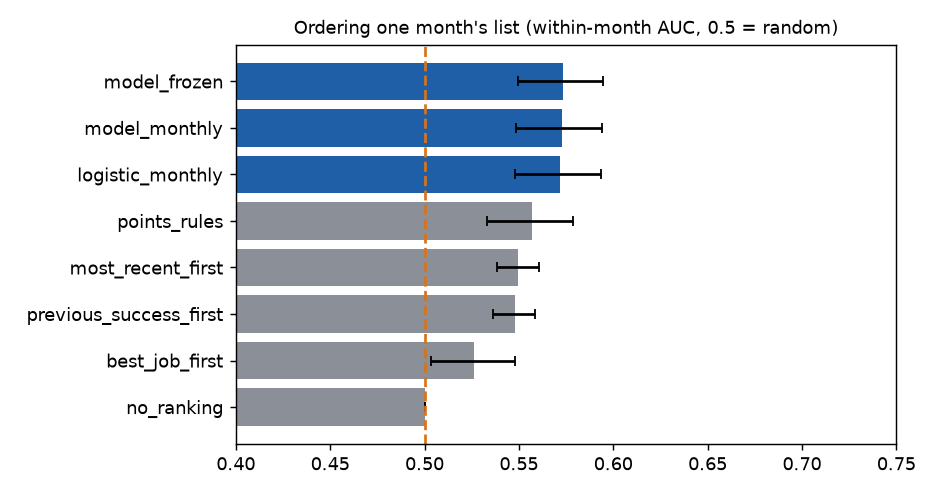 Ordering one month's list (within-month AUC, 0.5 = random)
model_frozen
model_monthly
logistic_monthly
points_rules
most_recent_first
previous_success_first
best_job_first
no_ranking
0.40 0.45 0.50 0.55 0.60 0.65 0.70 0.75